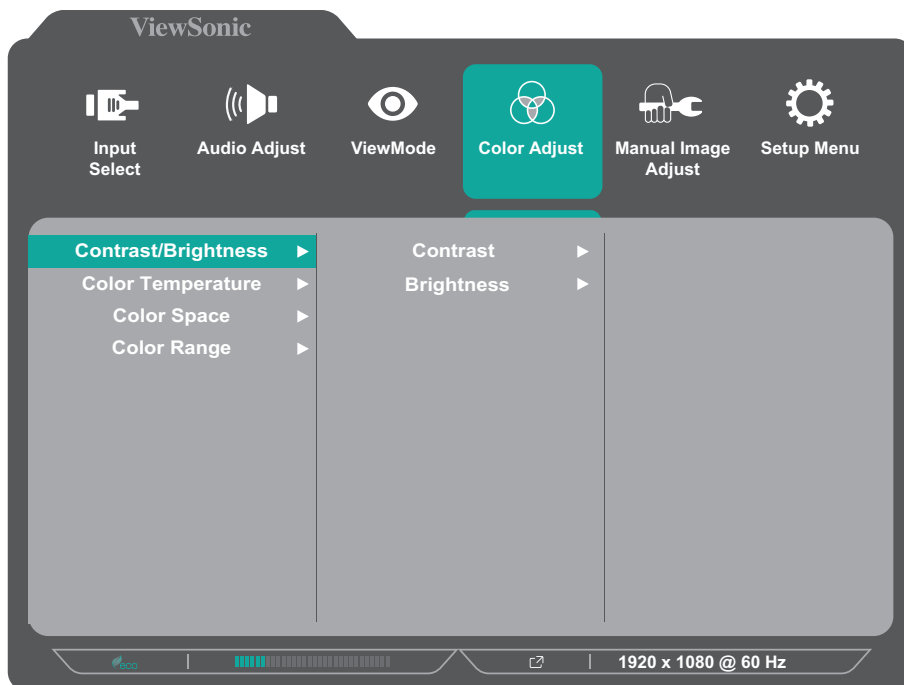 ViewSonic
Input
Select
Audio Adjust
ViewMode
Color Adjust
Manual Image
Adjust
Setup Menu
Contrast/Brightness
Contrast
Color Temperature
Brightness
Color Space
Color Range
eco
1920 x 1080 @ 60 Hz